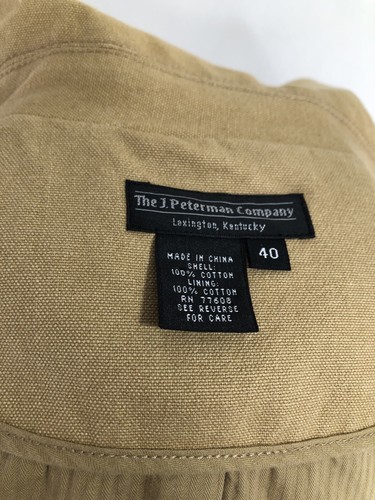 The J. Peterman Company
Lexington, Kentucky
40
MADE IN CHINA
SHELL:
100% COTTON
LINING:
100% COTTON
RN 77608
SEE REVERSE
FOR CARE